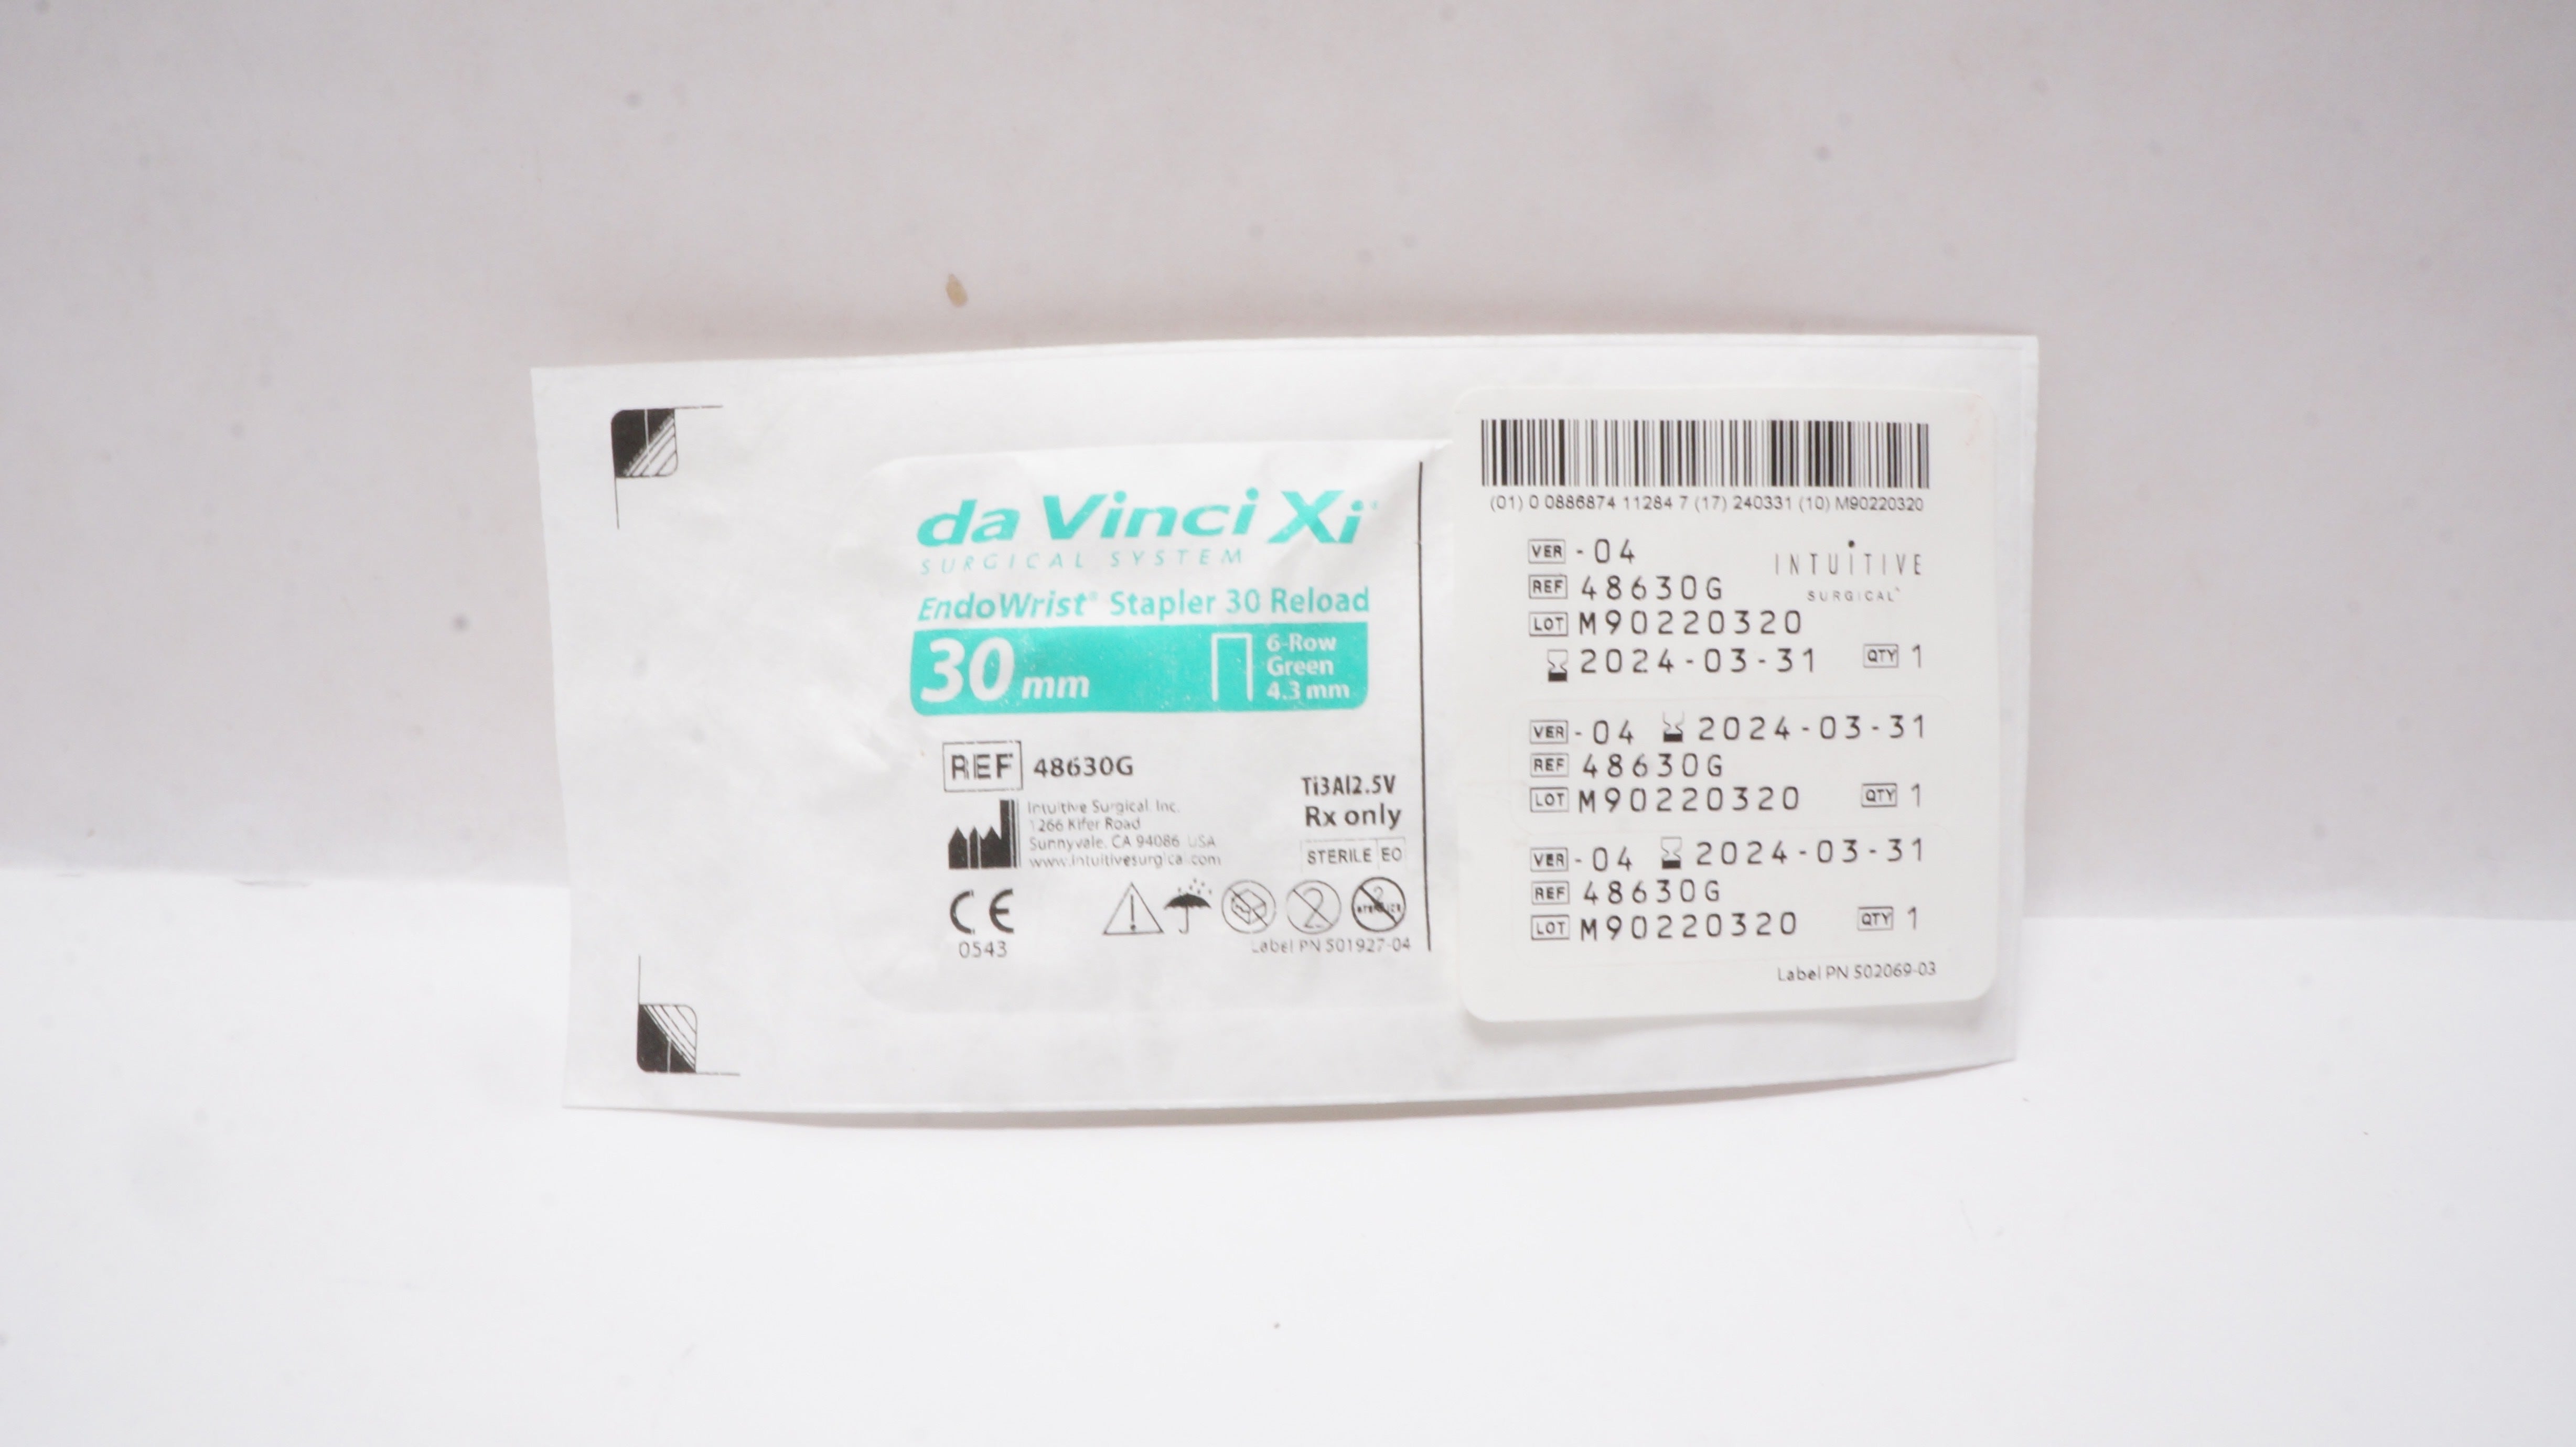 da Vinci Xi
SURGICAL SYSTEM
EndoWrist® Stapler 30 Reload
30 mm
6-Row
Green
4.3 mm
REF 48630G
Intuitive Surgical, Inc.
1266 Kifer Road
Sunnyvale, CA 94086 USA
www.intuitivesurgical.com
Ti3Al2.5V
Rx only
STERILE EO
CE
0543
2
2
Label PN 501927-04
(01) 0 0886874 11284 7 (17) 240331 (10) M90220320
VER - 04
INTUITIVE
SURGICAL
REF 48630G
LOT M90220320
2024-03-31 QTY 1
VER - 04 2024-03-31
REF 48630G
LOT M90220320 QTY 1
VER - 04 2024-03-31
REF 48630G
LOT M90220320 QTY 1
Label PN 502069-03